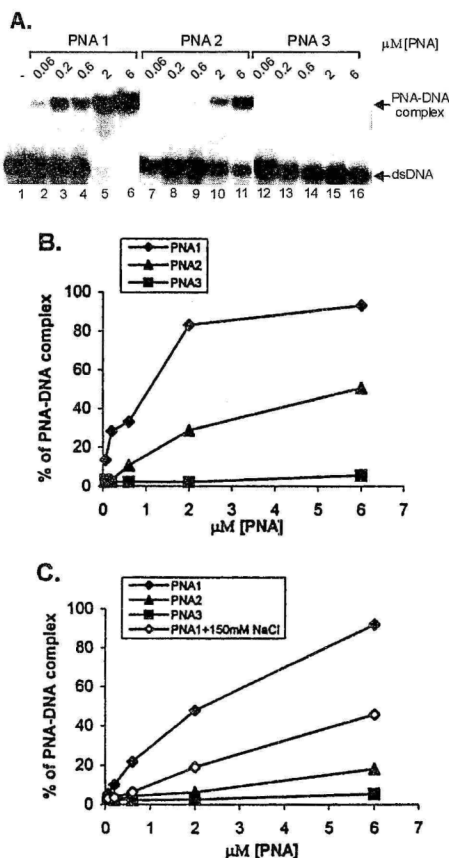 A.
PNA 1 PNA 2 PNA 3 μM [PNA]
- 0.06 0.2 0.6 2 6 0.06 0.2 0.6 2 6 0.06 0.2 0.6 2 6
PNA-DNA
complex
dsDNA
1 2 3 4 5 6 7 8 9 10 11 12 13 14 15 16
B.
PNA1
PNA2
PNA3
% of PNA-DNA complex
100
80
60
40
20
0
0 1 2 3 4 5 6 7
μM [PNA]
C.
PNA1
PNA2
PNA3
PNA1+150mM NaCl
% of PNA-DNA complex
100
80
60
40
20
0
0 1 2 3 4 5 6 7
μM [PNA]